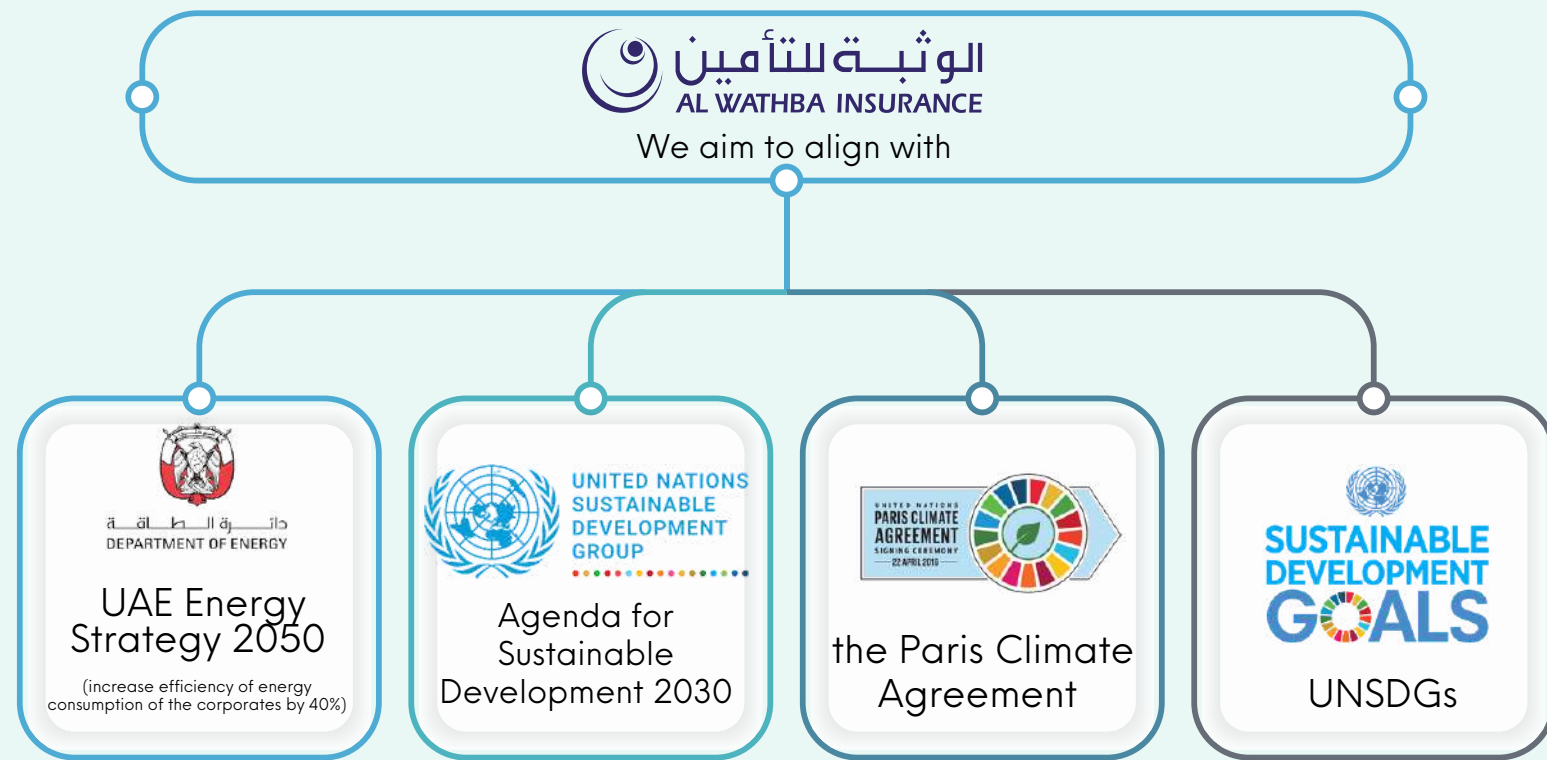 الوثبة للتأمين
AL WATHBA INSURANCE
We aim to align with
دائرة الطاقة
DEPARTMENT OF ENERGY
UAE Energy
Strategy 2050
(increase efficiency of energy
consumption of the corporates by 40%)
UNITED NATIONS
SUSTAINABLE
DEVELOPMENT
GROUP
Agenda for
Sustainable
Development 2030
UNITED NATIONS
PARIS CLIMATE
AGREEMENT
SIGNING CEREMONY
22 APRIL 2016
the Paris Climate
Agreement
SUSTAINABLE
DEVELOPMENT
GOALS
UNSDGs